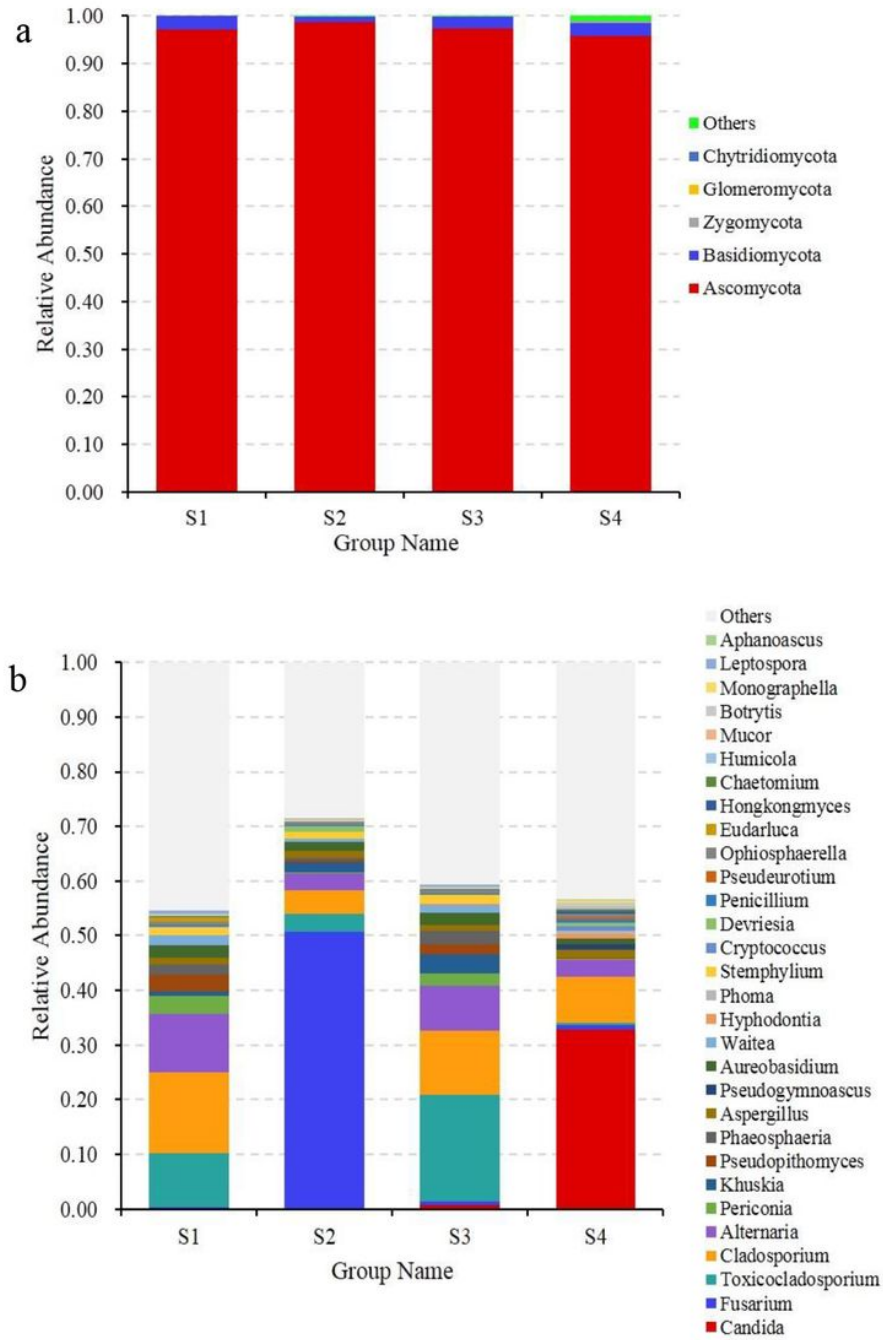 a
1.00
0.90
0.80
0.70
0.60
0.50
0.40
0.30
0.20
0.10
0.00
Relative Abundance
S1 S2 S3 S4
Group Name
Others
Chytridiomycota
Glomeromycota
Zygomycota
Basidiomycota
Ascomycota
b
1.00
0.90
0.80
0.70
0.60
0.50
0.40
0.30
0.20
0.10
0.00
Relative Abundance
S1 S2 S3 S4
Group Name
Others
Aphanoascus
Leptospora
Monographella
Botrytis
Mucor
Humicola
Chaetomium
Hongkongmyces
Eudarluca
Ophiosphaerella
Pseudeurotium
Penicillium
Devriesia
Cryptococcus
Stemphylium
Phoma
Hyphodontia
Waitea
Aureobasidium
Pseudogymnoascus
Aspergillus
Phaeosphaeria
Pseudopithomyces
Khuskia
Periconia
Alternaria
Cladosporium
Toxicocladosporium
Fusarium
Candida